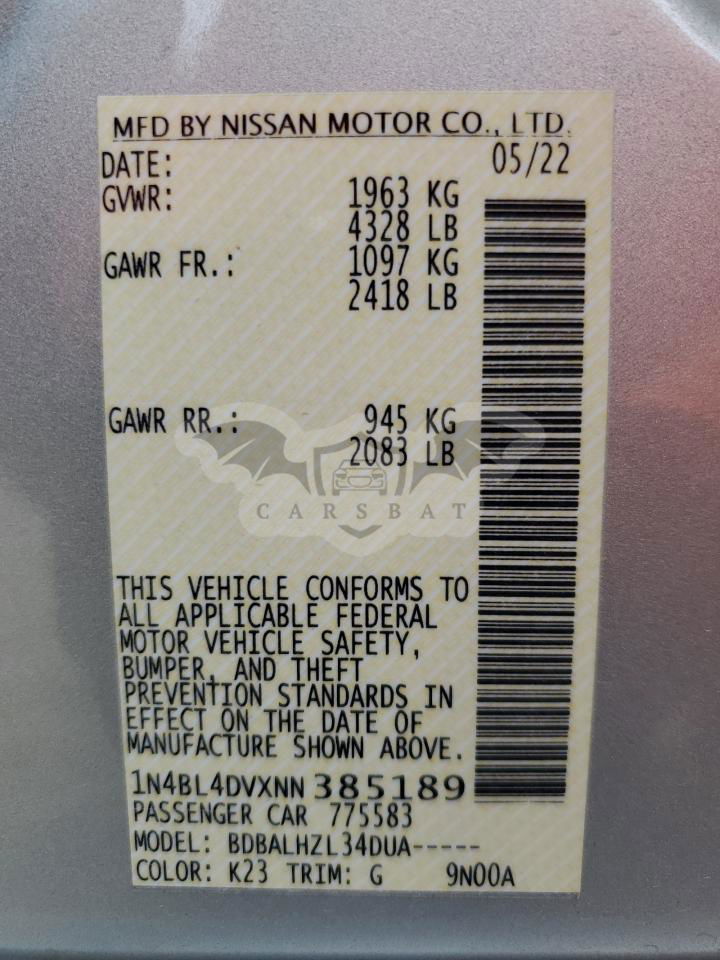 MFD BY NISSAN MOTOR CO., LTD.
DATE: 05/22
GVWR: 1963 KG
4328 LB
GAWR FR.: 1097 KG
2418 LB
GAWR RR.: 945 KG
2083 LB
CARSBAT
THIS VEHICLE CONFORMS TO
ALL APPLICABLE FEDERAL
MOTOR VEHICLE SAFETY,
BUMPER, AND THEFT
PREVENTION STANDARDS IN
EFFECT ON THE DATE OF
MANUFACTURE SHOWN ABOVE.
1N4BL4DVXNN385189
PASSENGER CAR 775583
MODEL: BDBALHZL34DUA-----
COLOR: K23 TRIM: G 9N00A